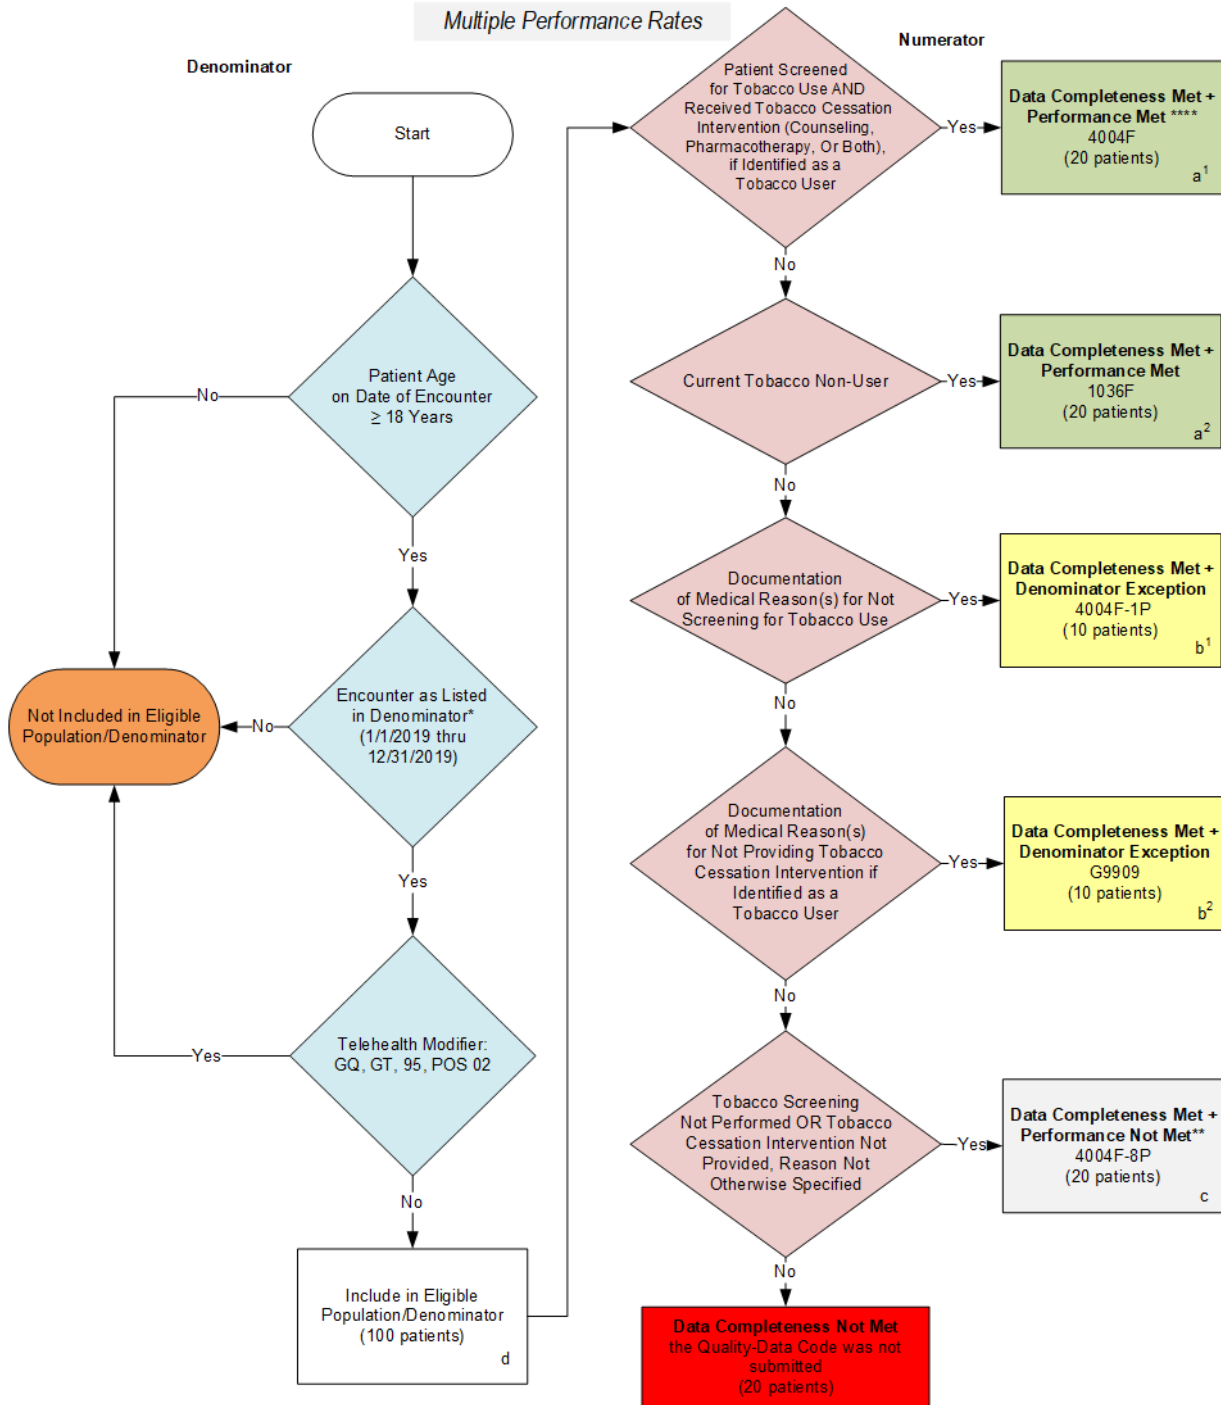 Multiple Performance Rates
Denominator
Start
Patient Age
on Date of Encounter
≥ 18 Years
No
Yes
Encounter as Listed
in Denominator*
(1/1/2019 thru
12/31/2019)
No
Not Included in Eligible
Population/Denominator
Yes
Telehealth Modifier:
GQ, GT, 95, POS 02
Yes
No
Include in Eligible
Population/Denominator
(100 patients)
d
Numerator
Patient Screened
for Tobacco Use AND
Received Tobacco Cessation
Intervention (Counseling,
Pharmacotherapy, Or Both),
if Identified as a
Tobacco User
Yes
Data Completeness Met +
Performance Met ****
4004F
(20 patients)
a¹
No
Current Tobacco Non-User
Yes
Data Completeness Met +
Performance Met
1036F
(20 patients)
a²
No
Documentation
of Medical Reason(s) for Not
Screening for Tobacco Use
Yes
Data Completeness Met +
Denominator Exception
4004F-1P
(10 patients)
b¹
No
Documentation
of Medical Reason(s)
for Not Providing Tobacco
Cessation Intervention if
Identified as a
Tobacco User
Yes
Data Completeness Met +
Denominator Exception
G9909
(10 patients)
b²
No
Tobacco Screening
Not Performed OR Tobacco
Cessation Intervention Not
Provided, Reason Not
Otherwise Specified
Yes
Data Completeness Met +
Performance Not Met**
4004F-8P
(20 patients)
c
No
Data Completeness Not Met
the Quality-Data Code was not
submitted
(20 patients)